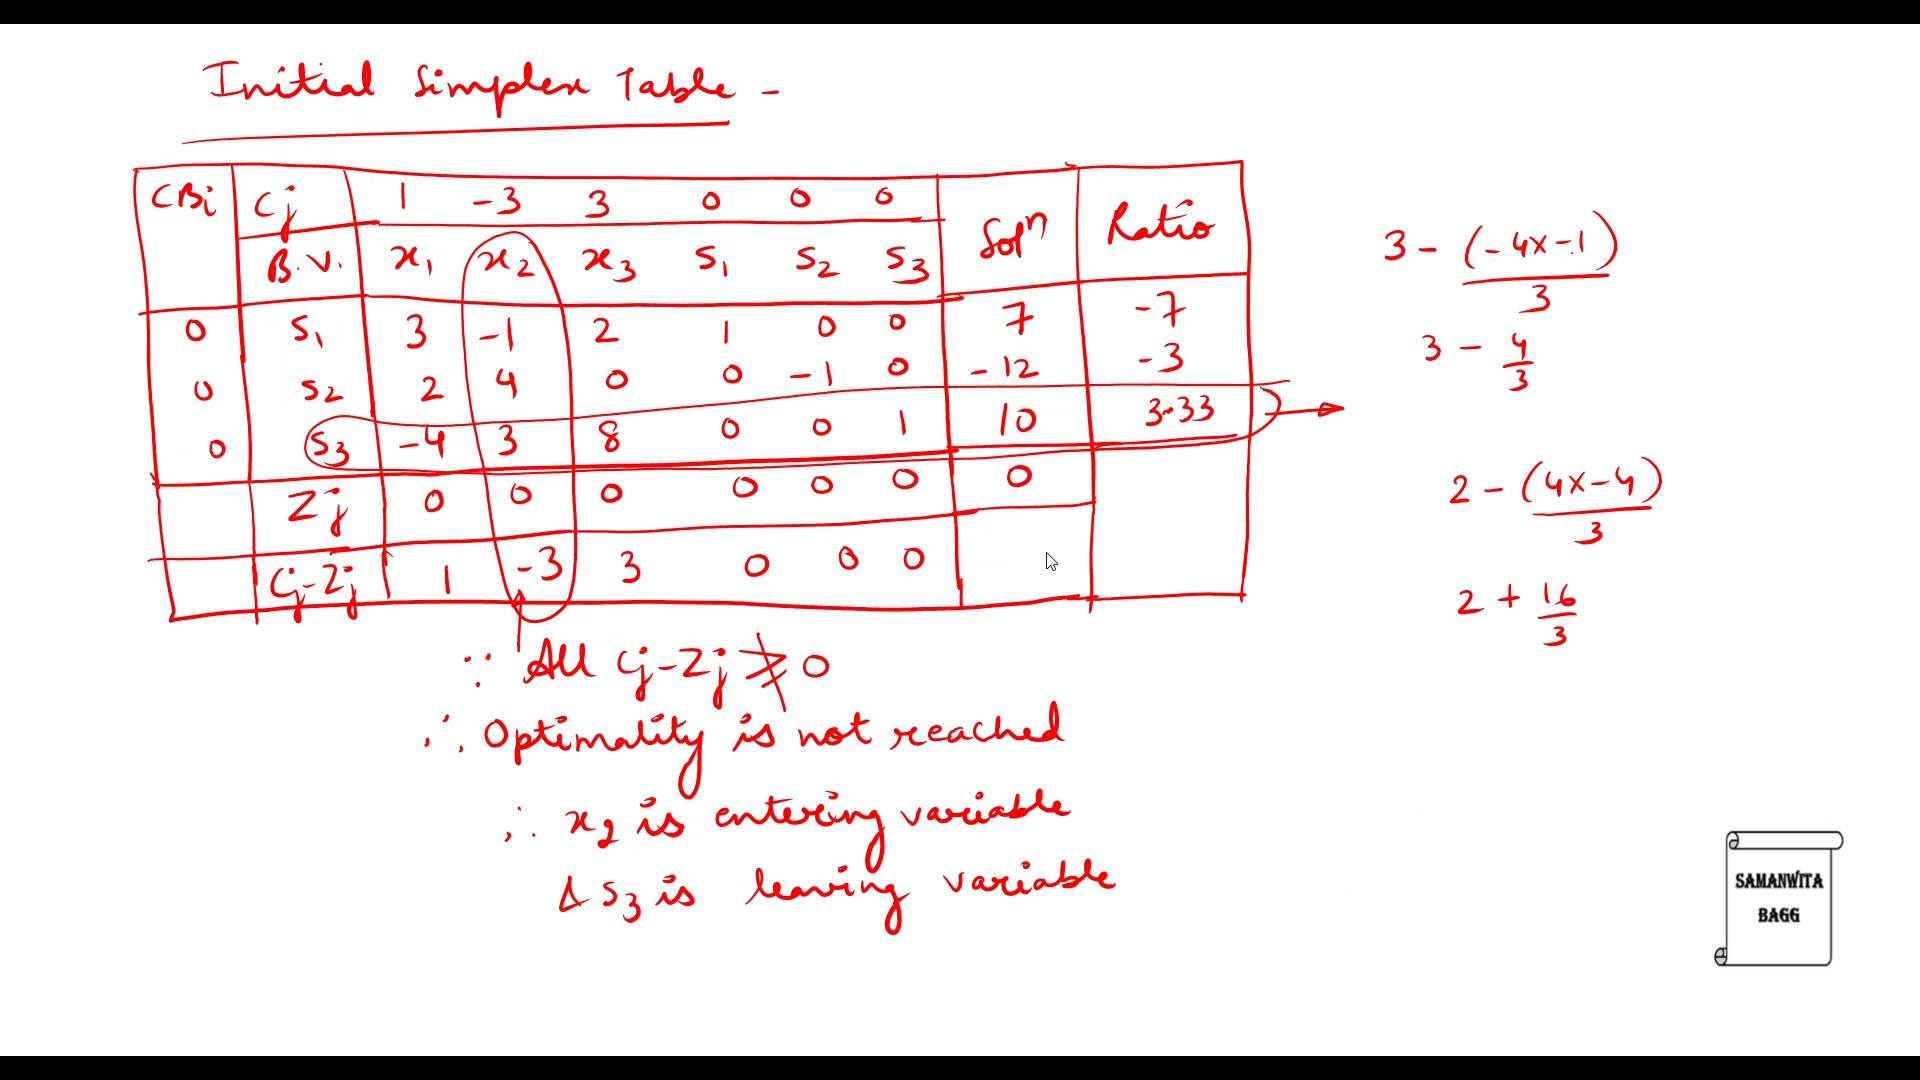 Initial Simplex Table -
CBi Cj 1 -3 3 0 0 0 Solⁿ Ratio
B.V. x₁ x₂ x₃ S₁ S₂ S₃
0 S₁ 3 -1 2 1 0 0 7 -7
0 S₂ 2 4 0 0 -1 0 -12 -3
0 S₃ -4 3 8 0 0 1 10 3.33
Zj 0 0 0 0 0 0 0
Cj-Zj 1 -3 3 0 0 0
∵ All Cj-Zj ≱ 0
∴ Optimality is not reached
∴ x₂ is entering variable
& S₃ is leaving variable
3 - (-4x-1)
3
3 - 4
3
2 - (4x-4)
3
2 + 16
3
SAMANWITA
BAGG